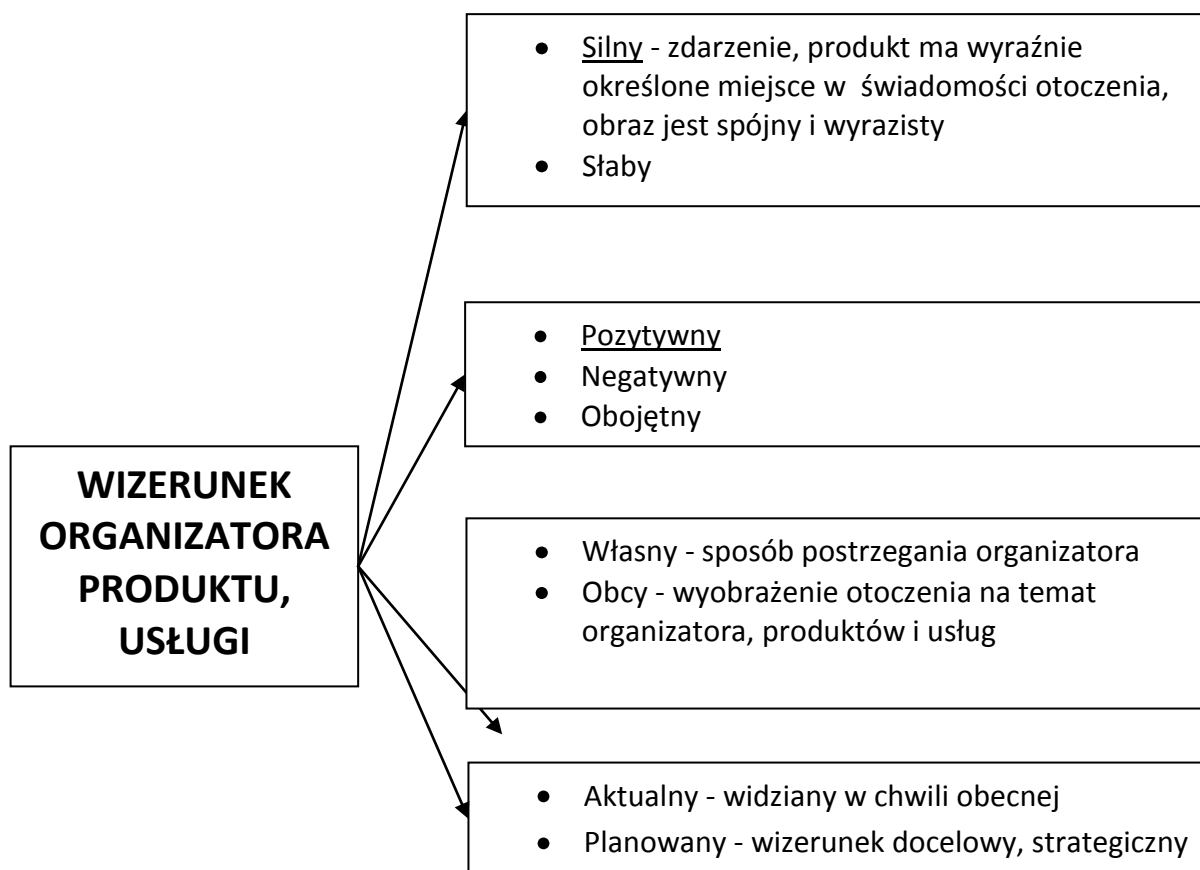 • Silny - zdarzenie, produkt ma wyraźnie
określone miejsce w świadomości otoczenia,
obraz jest spójny i wyrazisty
• Słaby
• Pozytywny
• Negatywny
• Obojętny
WIZERUNEK
ORGANIZATORA
PRODUKTU,
USŁUGI
• Własny - sposób postrzegania organizatora
• Obcy - wyobrażenie otoczenia na temat
organizatora, produktów i usług
• Aktualny - widziany w chwili obecnej
• Planowany - wizerunek docelowy, strategiczny